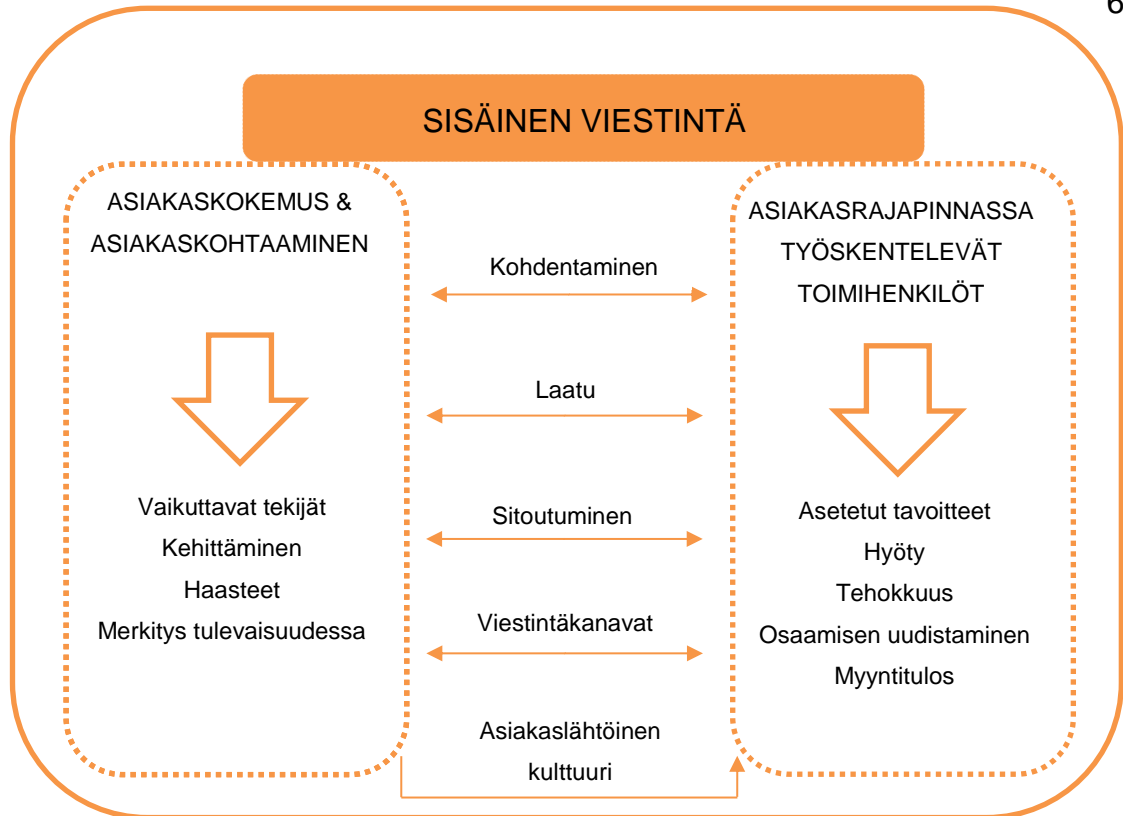 6
SISÄINEN VIESTINTÄ
ASIAKASKOKEMUS &
ASIAKASKOHTAAMINEN
Vaikuttavat tekijät
Kehittäminen
Haasteet
Merkitys tulevaisuudessa
Kohdentaminen
Laatu
Sitoutuminen
Viestintäkanavat
Asiakaslähtöinen
kulttuuri
ASIAKASRAJAPINNASSA
TYÖSKENTELEVÄT
TOIMIHENKILÖT
Asetetut tavoitteet
Hyöty
Tehokkuus
Osaamisen uudistaminen
Myyntitulos